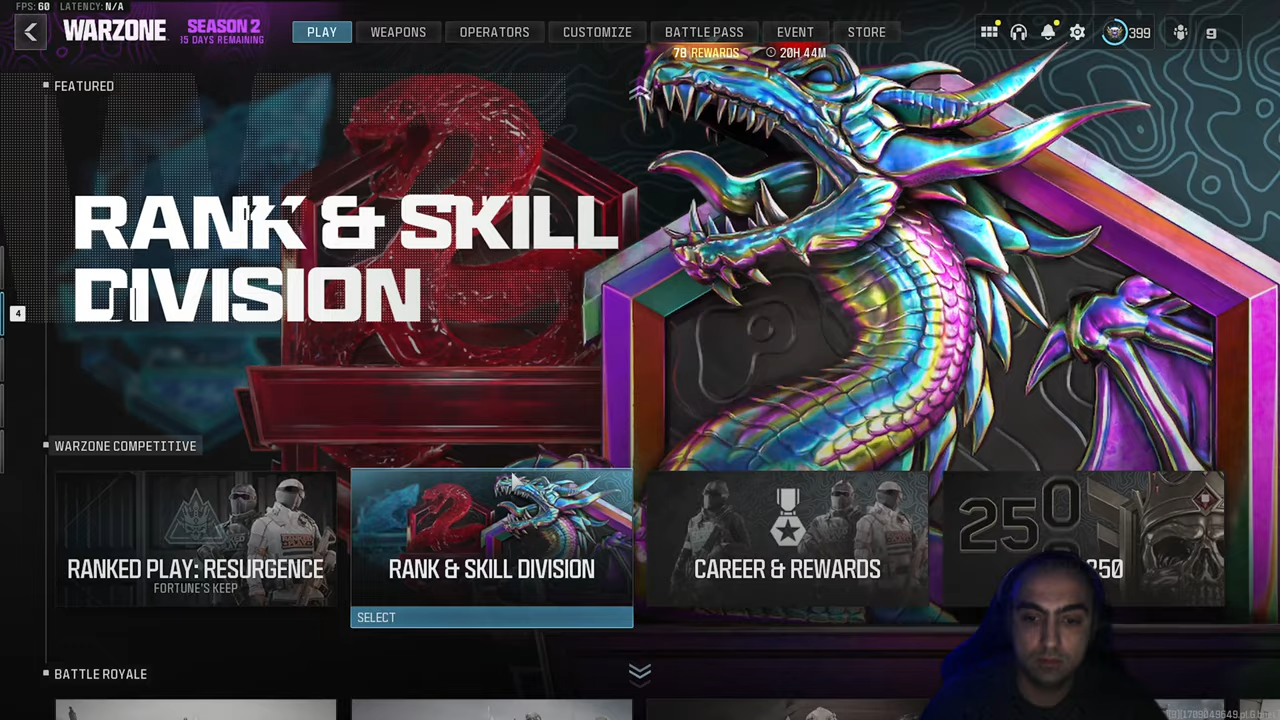 FPS: 60 LATENCY: N/A
WARZONE
SEASON 2
15 DAYS REMAINING
PLAY
WEAPONS
OPERATORS
CUSTOMIZE
BATTLE PASS
EVENT
STORE
399
9
78 REWARDS
20H 44M
FEATURED
RANK & SKILL
DIVISION
4
WARZONE COMPETITIVE
RANKED PLAY: RESURGENCE
FORTUNE'S KEEP
RANK & SKILL DIVISION
SELECT
CAREER & REWARDS
250
250
BATTLE ROYALE